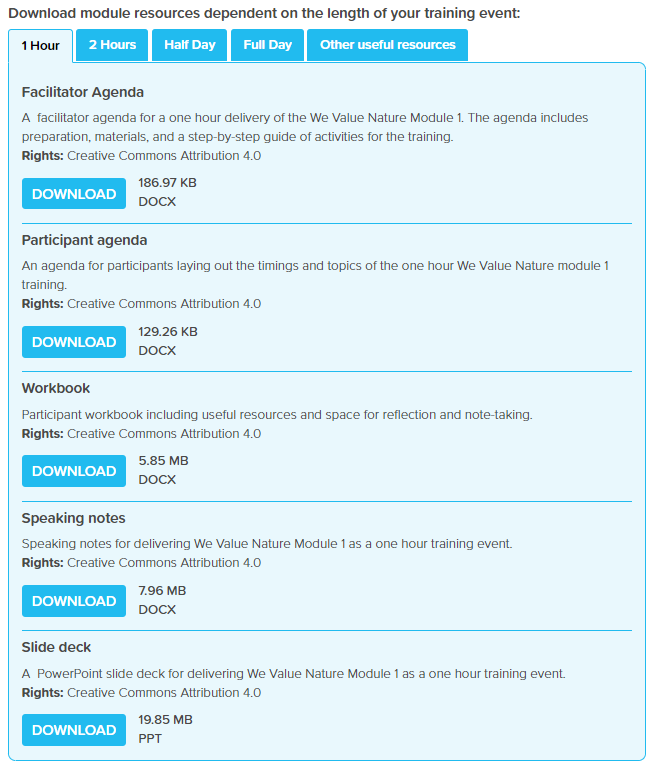 Download module resources dependent on the length of your training event:
1 Hour
2 Hours
Half Day
Full Day
Other useful resources
Facilitator Agenda
A facilitator agenda for a one hour delivery of the We Value Nature Module 1. The agenda includes
preparation, materials, and a step-by-step guide of activities for the training.
Rights: Creative Commons Attribution 4.0
DOWNLOAD
186.97 KB
DOCX
Participant agenda
An agenda for participants laying out the timings and topics of the one hour We Value Nature module 1
training.
Rights: Creative Commons Attribution 4.0
DOWNLOAD
129.26 KB
DOCX
Workbook
Participant workbook including useful resources and space for reflection and note-taking.
Rights: Creative Commons Attribution 4.0
DOWNLOAD
5.85 MB
DOCX
Speaking notes
Speaking notes for delivering We Value Nature Module 1 as a one hour training event.
Rights: Creative Commons Attribution 4.0
DOWNLOAD
7.96 MB
DOCX
Slide deck
A PowerPoint slide deck for delivering We Value Nature Module 1 as a one hour training event.
Rights: Creative Commons Attribution 4.0
DOWNLOAD
19.85 MB
PPT